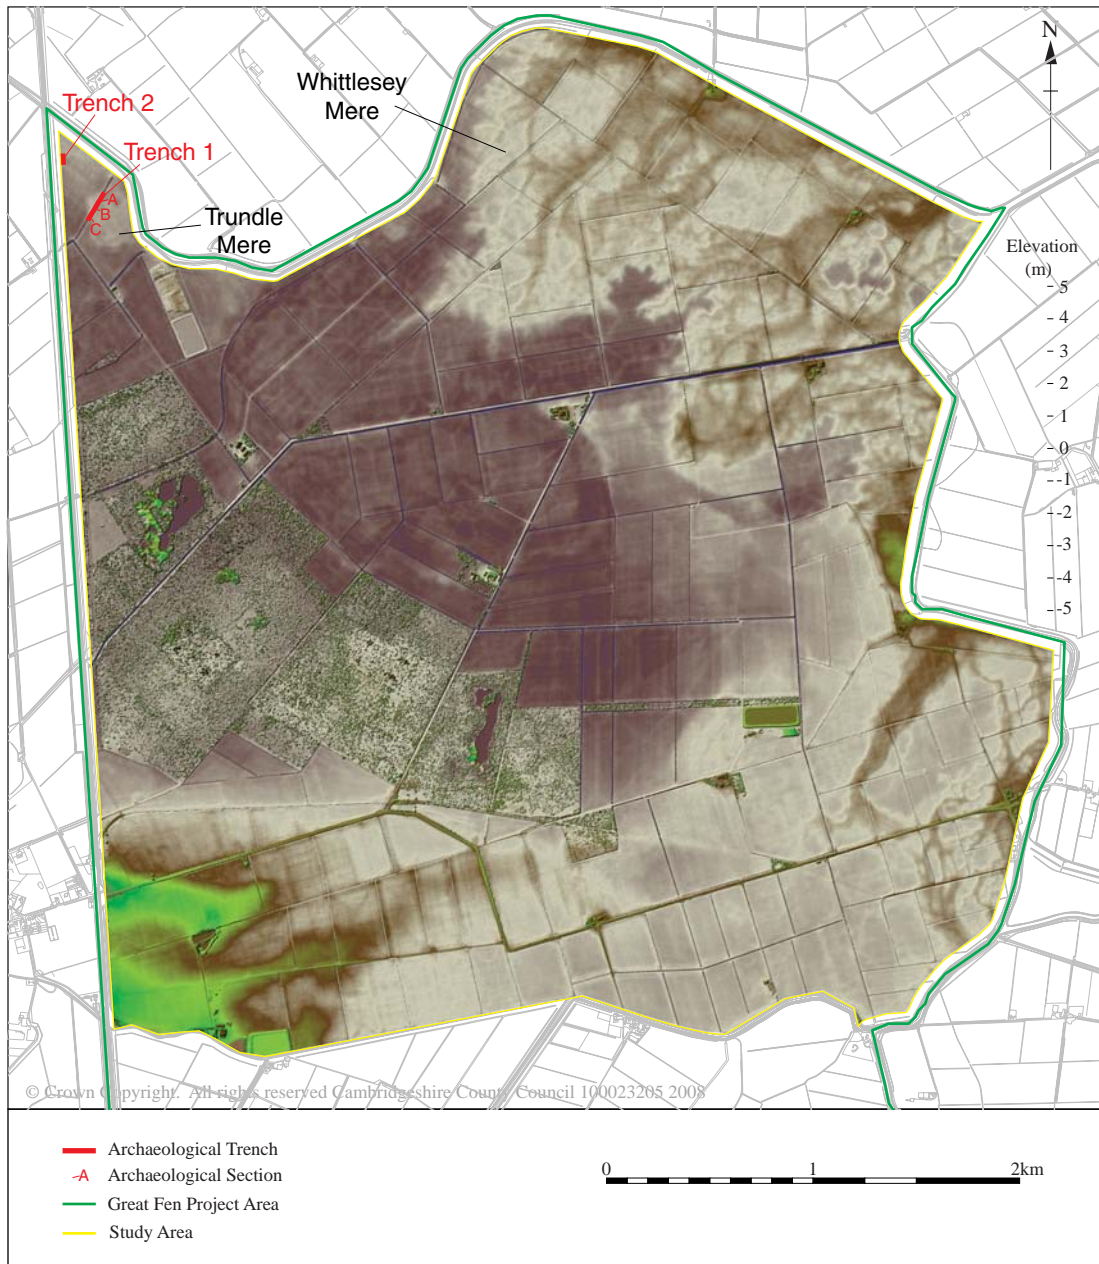 N
Whittlesey
Mere
Trench 2
Trench 1
A
B
C
Trundle
Mere
Elevation
(m)
- 5
- 4
- 3
- 2
- 1
- 0
--1
--2
--3
--4
--5
© Crown Copyright. All rights reserved Cambridgeshire County Council 100023205 2008
Archaeological Trench
A Archaeological Section
Great Fen Project Area
Study Area
0 1 2km